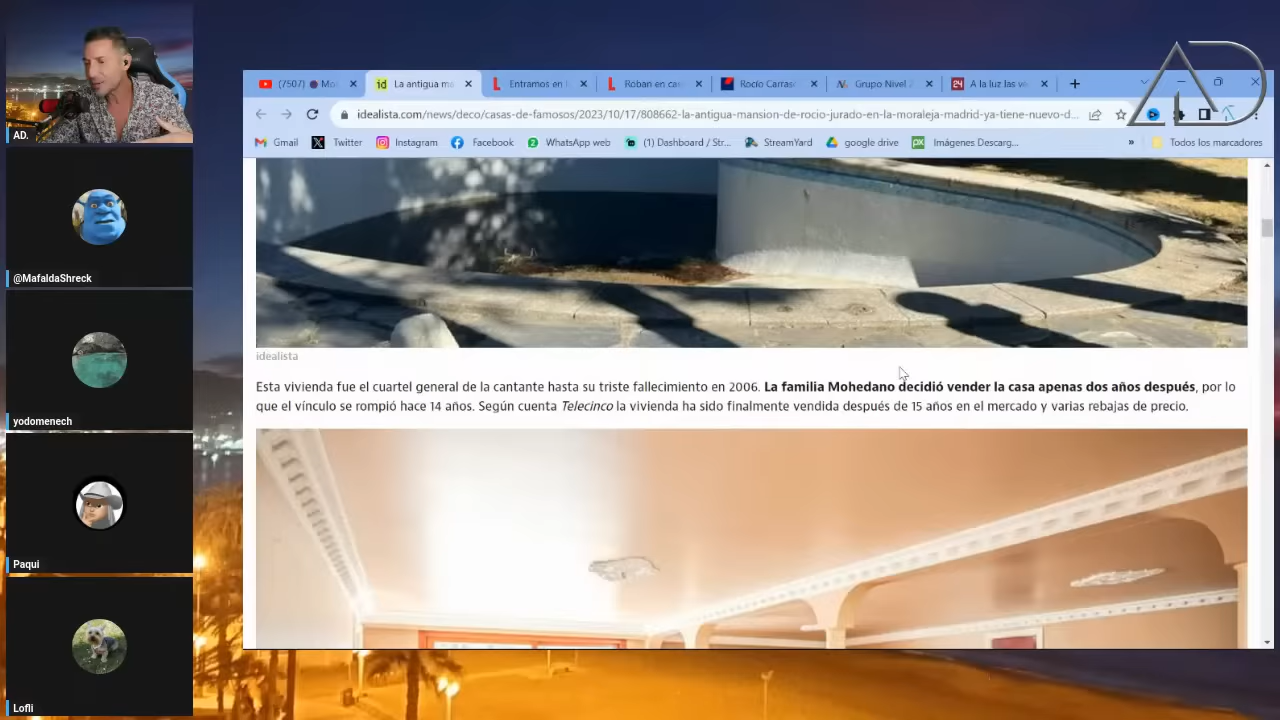 AD.
@MafaldaShreck
yodomenech
Paqui
Lofli
AD
(7507)
id La antigua m
L Entramos en
L Roban en cas
Rocío Carras
Grupo Nivel
24 A la luz las ve
idealista.com/news/deco/casas-de-famosos/2023/10/17/808662-la-antigua-mansion-de-rocio-jurado-en-la-moraleja-madrid-ya-tiene-nuevo-d...
Gmail
Twitter
Instagram
Facebook
WhatsApp web
(1) Dashboard / Str...
StreamYard
google drive
Imágenes Descarg...
»
Todos los marcadores
idealista
Esta vivienda fue el cuartel general de la cantante hasta su triste fallecimiento en 2006. La familia Mohedano decidió vender la casa apenas dos años después, por lo
que el vínculo se rompió hace 14 años. Según cuenta Telecinco la vivienda ha sido finalmente vendida después de 15 años en el mercado y varias rebajas de precio.